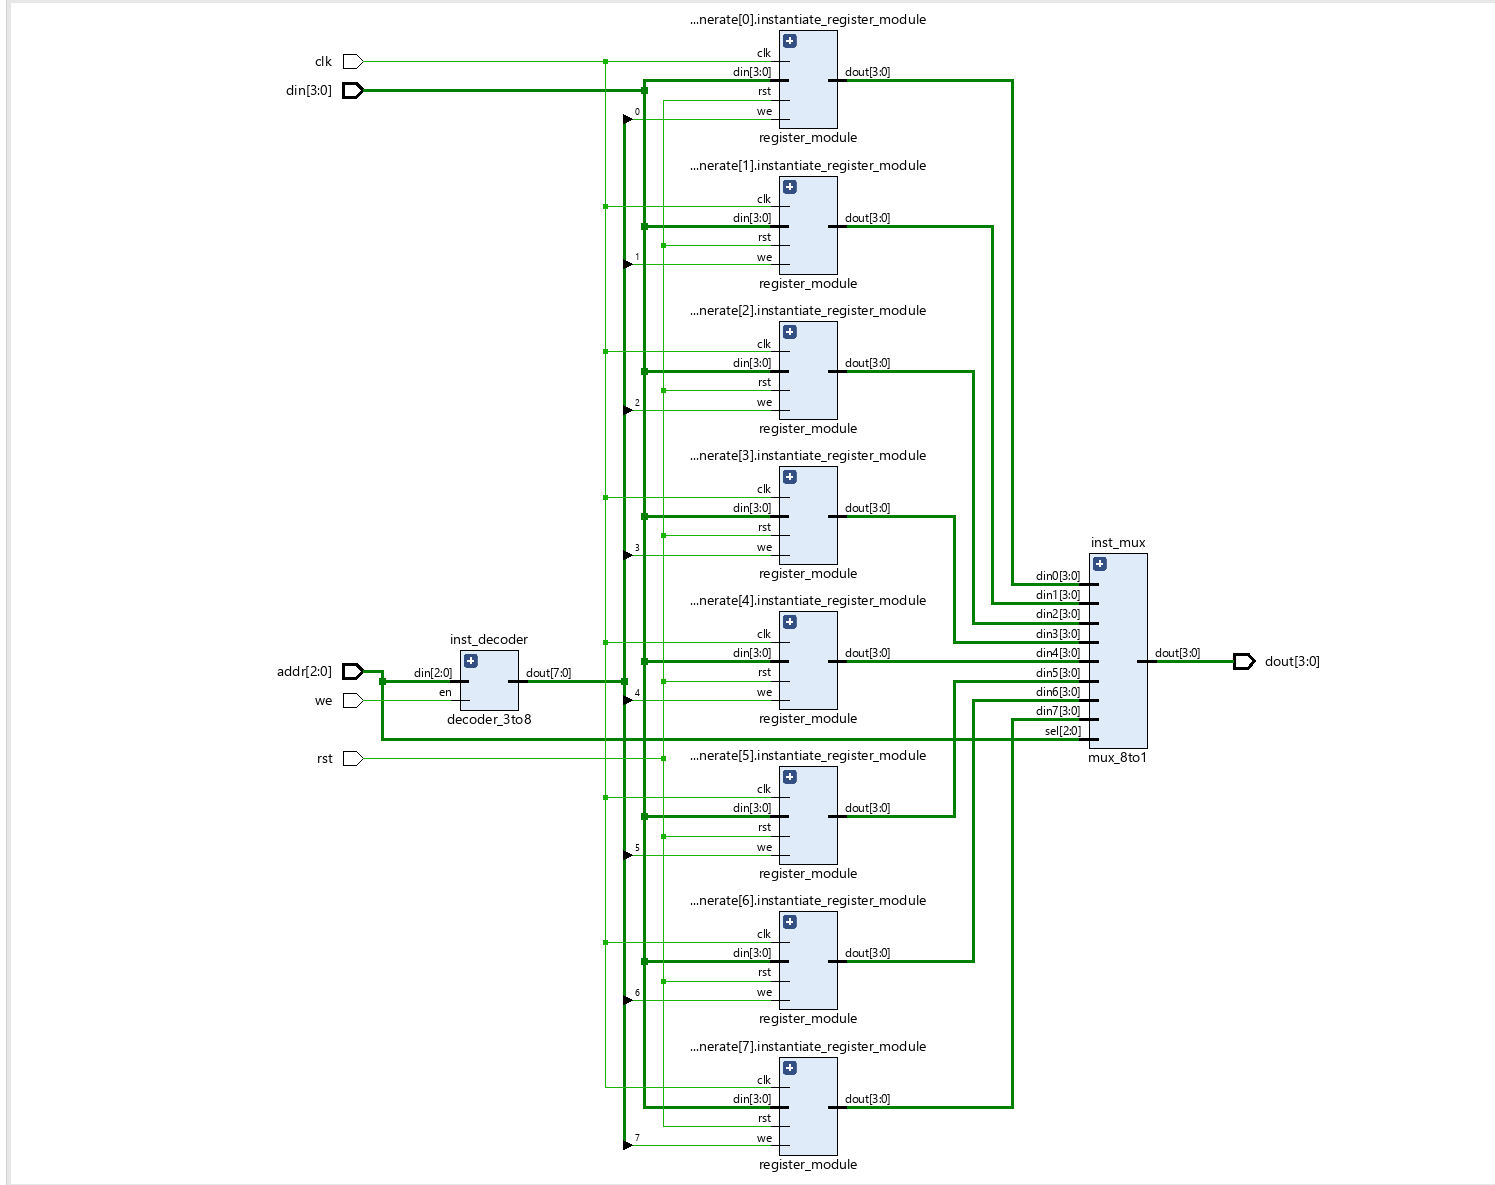 ...nerate[0].instantiate_register_module
clk
clk
din[3:0]
dout[3:0]
din[3:0]
rst
0
we
register_module
...nerate[1].instantiate_register_module
clk
din[3:0]
dout[3:0]
rst
1
we
register_module
...nerate[2].instantiate_register_module
clk
din[3:0]
dout[3:0]
rst
2
we
register_module
...nerate[3].instantiate_register_module
clk
din[3:0]
dout[3:0]
rst
3
we
register_module
...nerate[4].instantiate_register_module
clk
din[3:0]
dout[3:0]
rst
4
we
register_module
inst_decoder
addr[2:0]
din[2:0]
dout[7:0]
we
en
decoder_3to8
rst
inst_mux
din0[3:0]
din1[3:0]
din2[3:0]
din3[3:0]
din4[3:0]
din5[3:0]
din6[3:0]
din7[3:0]
sel[2:0]
dout[3:0]
dout[3:0]
mux_8to1
...nerate[5].instantiate_register_module
clk
din[3:0]
dout[3:0]
rst
5
we
register_module
...nerate[6].instantiate_register_module
clk
din[3:0]
dout[3:0]
rst
6
we
register_module
...nerate[7].instantiate_register_module
clk
din[3:0]
dout[3:0]
rst
7
we
register_module